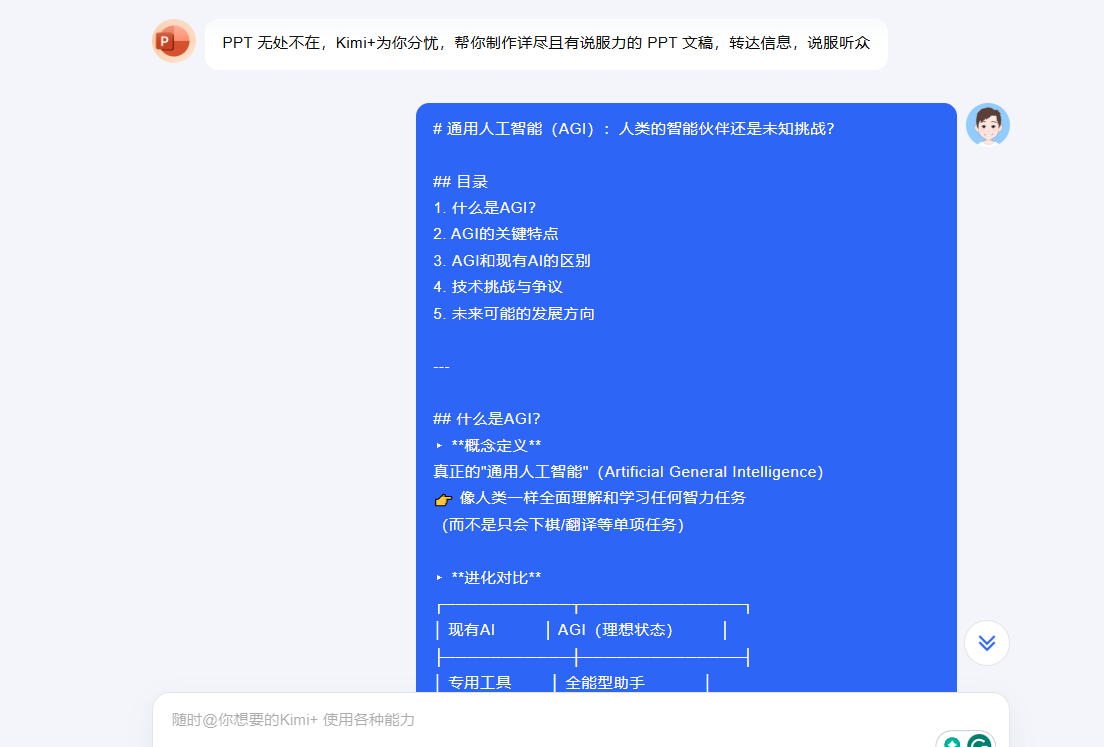 P
PPT 无处不在，Kimi+为你分忧，帮你制作详尽且有说服力的 PPT 文稿，转达信息，说服听众
# 通用人工智能（AGI）：人类的智能伙伴还是未知挑战？
## 目录
1. 什么是AGI？
2. AGI的关键特点
3. AGI和现有AI的区别
4. 技术挑战与争议
5. 未来可能的发展方向
---
## 什么是AGI？
‣ **概念定义**
真正的"通用人工智能"（Artificial General Intelligence）
👉 像人类一样全面理解和学习任何智力任务
（而不是只会下棋/翻译等单项任务）
‣ **进化对比**
┌──────────┬─────────────┐
│ 现有AI │ AGI（理想状态） │
├──────────┼─────────────┤
│ 专用工具 │ 全能型助手 │
随时@你想要的Kimi+ 使用各种能力